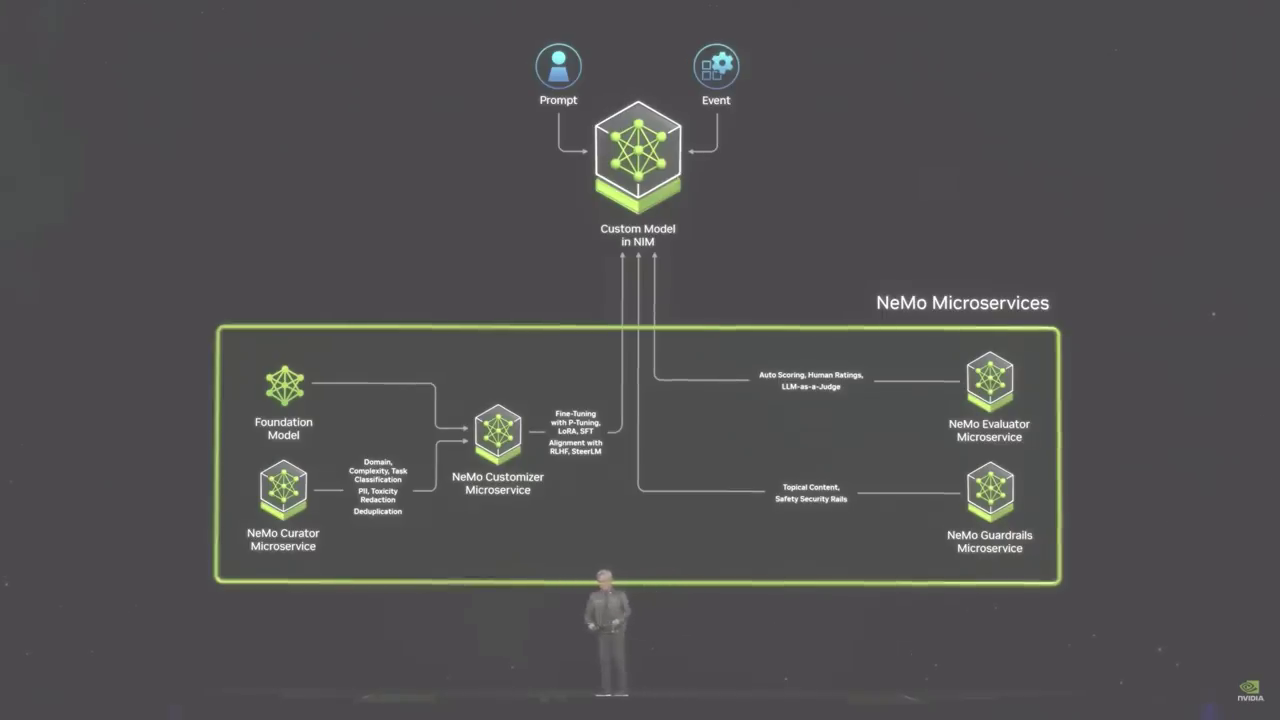 Prompt
Event
Custom Model
in NIM
NeMo Microservices
Foundation
Model
NeMo Curator
Microservice
Domain,
Complexity, Task
Classification
PII, Toxicity
Redaction
Deduplication
NeMo Customizer
Microservice
Fine-Tuning
with P-Tuning,
LoRA, SFT
Alignment with
RLHF, SteerLM
Auto Scoring, Human Ratings,
LLM-as-a-Judge
NeMo Evaluator
Microservice
Topical Content,
Safety Security Rails
NeMo Guardrails
Microservice
NVIDIA